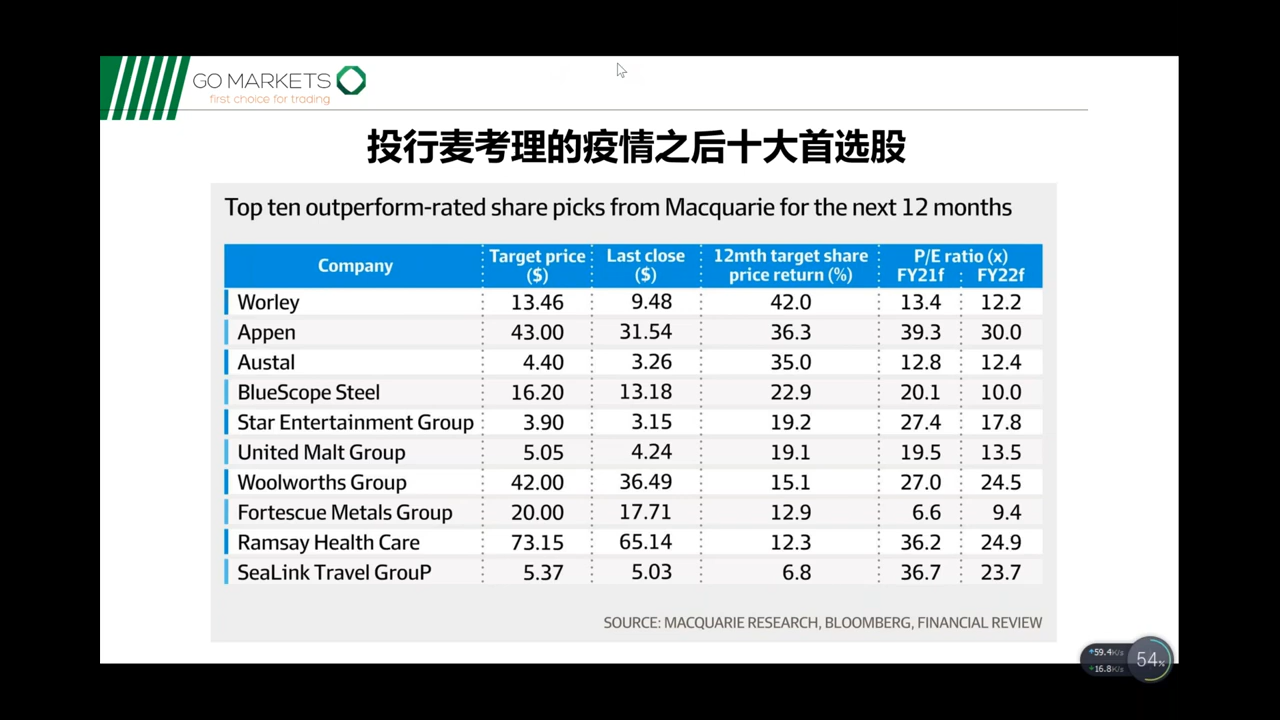 GO MARKETS
first choice for trading
投行麦考理的疫情之后十大首选股
Top ten outperform-rated share picks from Macquarie for the next 12 months
Company Target price ($) Last close ($) 12mth target share price return (%) P/E ratio (x) FY21f FY22f
Worley 13.46 9.48 42.0 13.4 12.2
Appen 43.00 31.54 36.3 39.3 30.0
Austal 4.40 3.26 35.0 12.8 12.4
BlueScope Steel 16.20 13.18 22.9 20.1 10.0
Star Entertainment Group 3.90 3.15 19.2 27.4 17.8
United Malt Group 5.05 4.24 19.1 19.5 13.5
Woolworths Group 42.00 36.49 15.1 27.0 24.5
Fortescue Metals Group 20.00 17.71 12.9 6.6 9.4
Ramsay Health Care 73.15 65.14 12.3 36.2 24.9
SeaLink Travel GrouP 5.37 5.03 6.8 36.7 23.7
SOURCE: MACQUARIE RESEARCH, BLOOMBERG, FINANCIAL REVIEW
59.4K/s
16.8K/s
54%